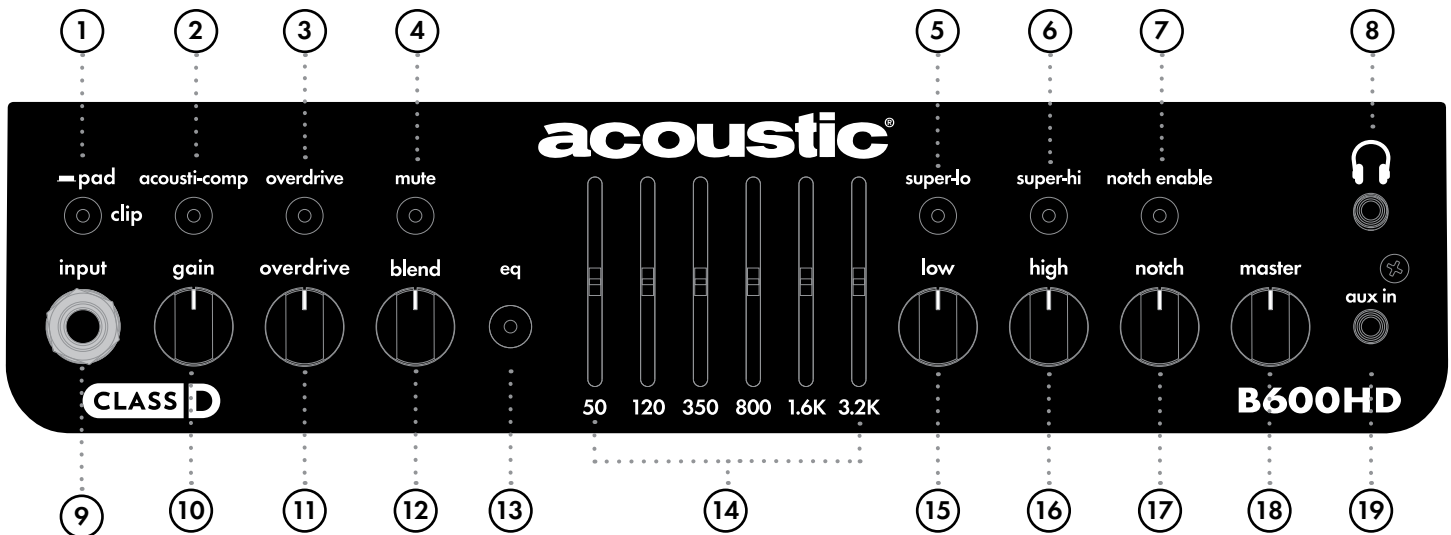 1 2 3 4 5 6 7 8
acoustic®
pad acousti-comp overdrive mute super-lo super-hi notch enable
clip
input gain overdrive blend eq low high notch master
aux in
CLASS D
50 120 350 800 1.6K 3.2K
B600HD
9 10 11 12 13 14 15 16 17 18 19